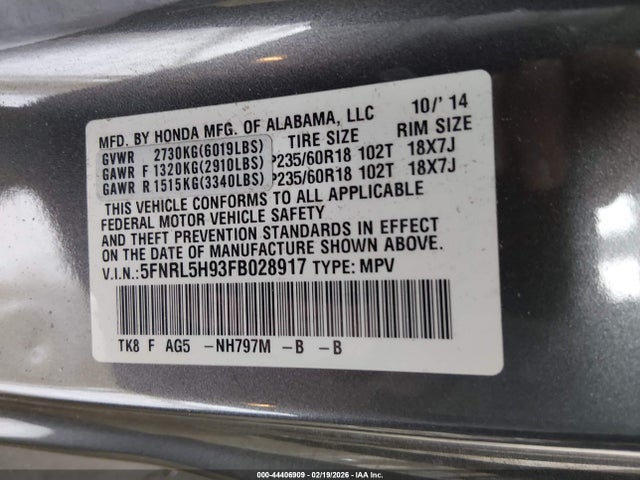 MFD. BY HONDA MFG. OF ALABAMA, LLC 10/' 14
TIRE SIZE RIM SIZE
GVWR 2730KG(6019LBS)
GAWR F 1320KG(2910LBS) P235/60R18 102T 18X7J
GAWR R 1515KG(3340LBS) P235/60R18 102T 18X7J
THIS VEHICLE CONFORMS TO ALL APPLICABLE
FEDERAL MOTOR VEHICLE SAFETY
AND THEFT PREVENTION STANDARDS IN EFFECT
ON THE DATE OF MANUFACTURE SHOWN ABOVE.
V.I.N.: 5FNRL5H93FB028917 TYPE: MPV
TK8 F AG5 -NH797M -B -B
000-44406909 - 02/19/2026 - IAAI Inc.